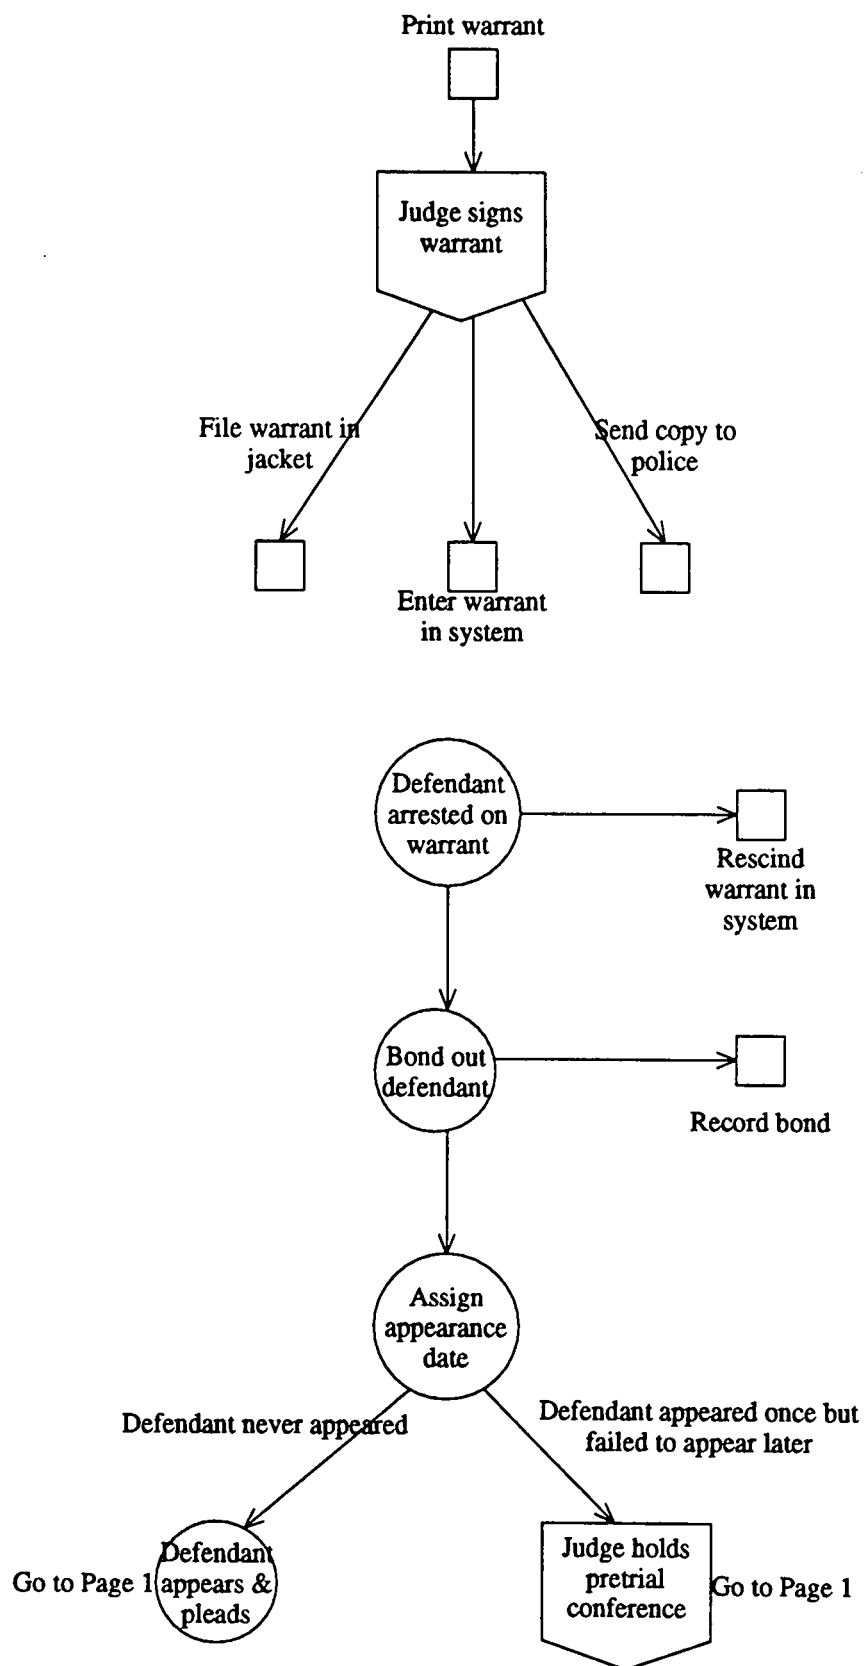 Print warrant
Judge signs
warrant
File warrant in
jacket
Send copy to
police
Enter warrant
in system
Defendant
arrested on
warrant
Rescind
warrant in
system
Bond out
defendant
Record bond
Assign
appearance
date
Defendant never appeared
Defendant appeared once but
failed to appear later
Go to Page 1
Defendant
appears &
pleads
Judge holds
pretrial
conference
Go to Page 1